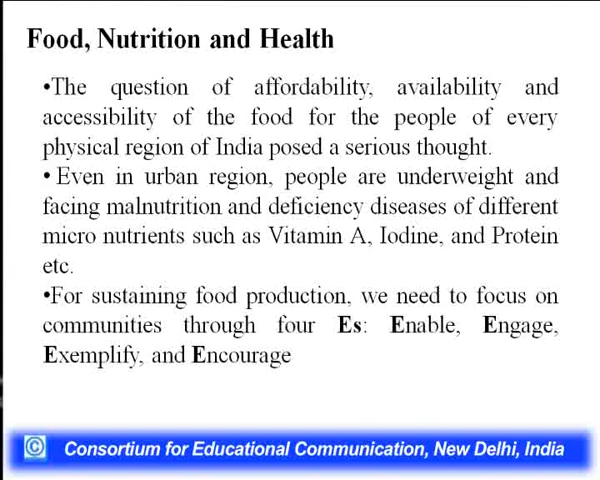 Food, Nutrition and Health
•The question of affordability, availability and
accessibility of the food for the people of every
physical region of India posed a serious thought.
• Even in urban region, people are underweight and
facing malnutrition and deficiency diseases of different
micro nutrients such as Vitamin A, Iodine, and Protein
etc.
•For sustaining food production, we need to focus on
communities through four Es: Enable, Engage,
Exemplify, and Encourage
© Consortium for Educational Communication, New Delhi, India